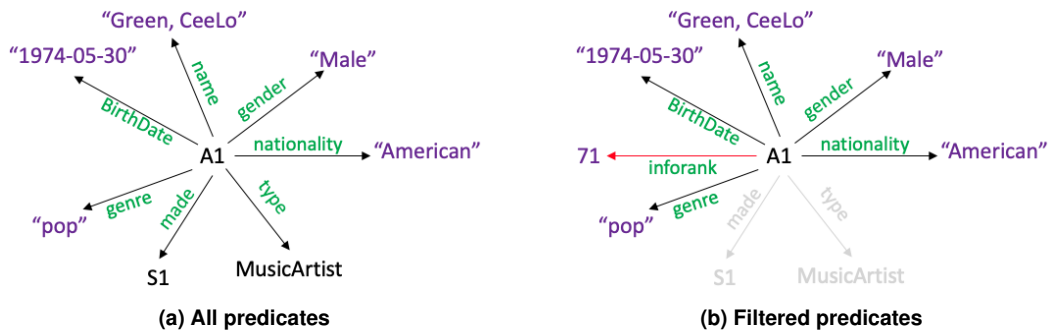 “Green, CeeLo”
“1974-05-30”
“Male”
name
gender
BirthDate
A1
nationality
“American”
genre
made
type
“pop”
S1
MusicArtist
(a) All predicates
“Green, CeeLo”
“1974-05-30”
“Male”
name
gender
BirthDate
71
inforank
A1
nationality
“American”
genre
made
type
“pop”
S1
MusicArtist
(b) Filtered predicates